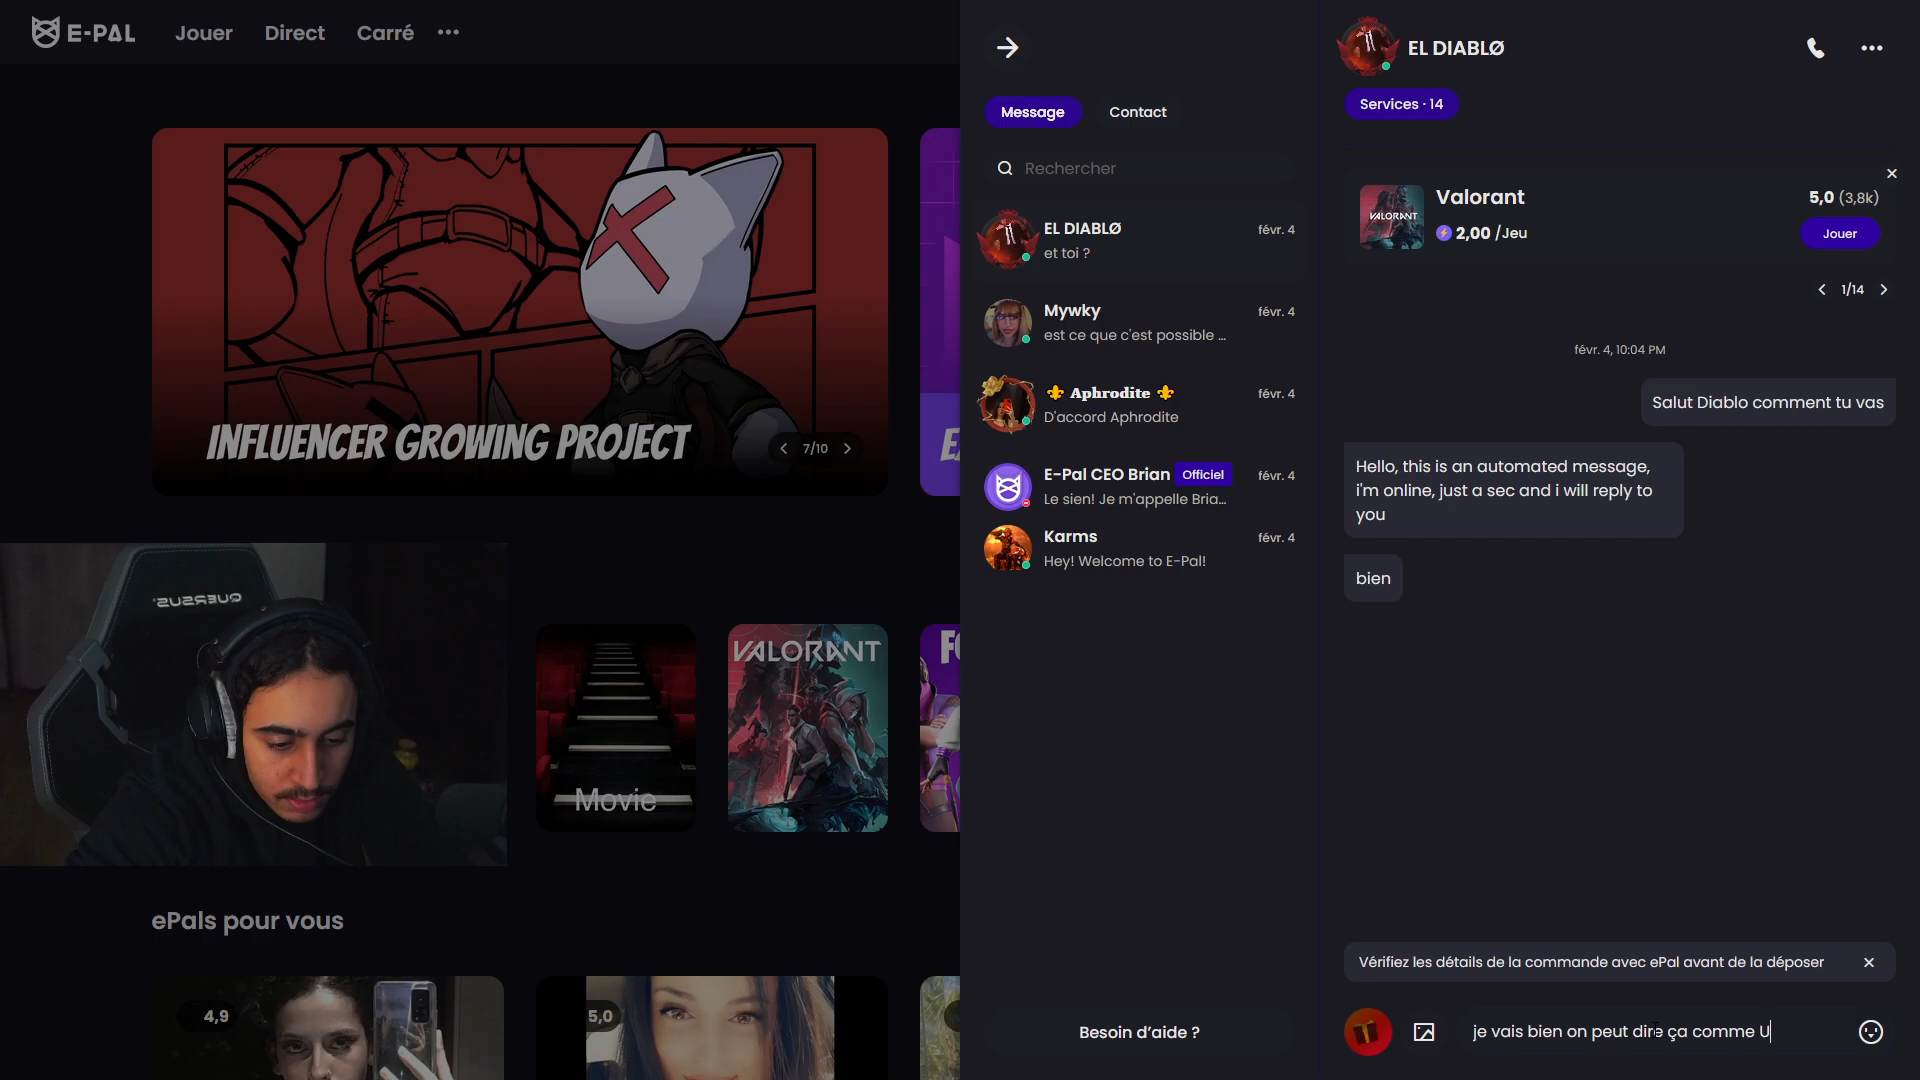 E-PAL
Jouer
Direct
Carré
INFLUENCER GROWING PROJECT
7/10
Movie
VALORANT
ePals pour vous
4,9
5,0
Message
Contact
Rechercher
EL DIABLØ
févr. 4
et toi ?
Mywky
févr. 4
est ce que c'est possible ...
Aphrodite
févr. 4
D'accord Aphrodite
E-Pal CEO Brian
Officiel
févr. 4
Le sien! Je m'appelle Bria...
Karms
févr. 4
Hey! Welcome to E-Pal!
Besoin d'aide ?
EL DIABLØ
Services · 14
VALORANT
Valorant
5,0 (3,8k)
2,00 /Jeu
Jouer
1/14
févr. 4, 10:04 PM
Salut Diablo comment tu vas
Hello, this is an automated message,
i'm online, just a sec and i will reply to
you
bien
Vérifiez les détails de la commande avec ePal avant de la déposer
je vais bien on peut dire ça comme U